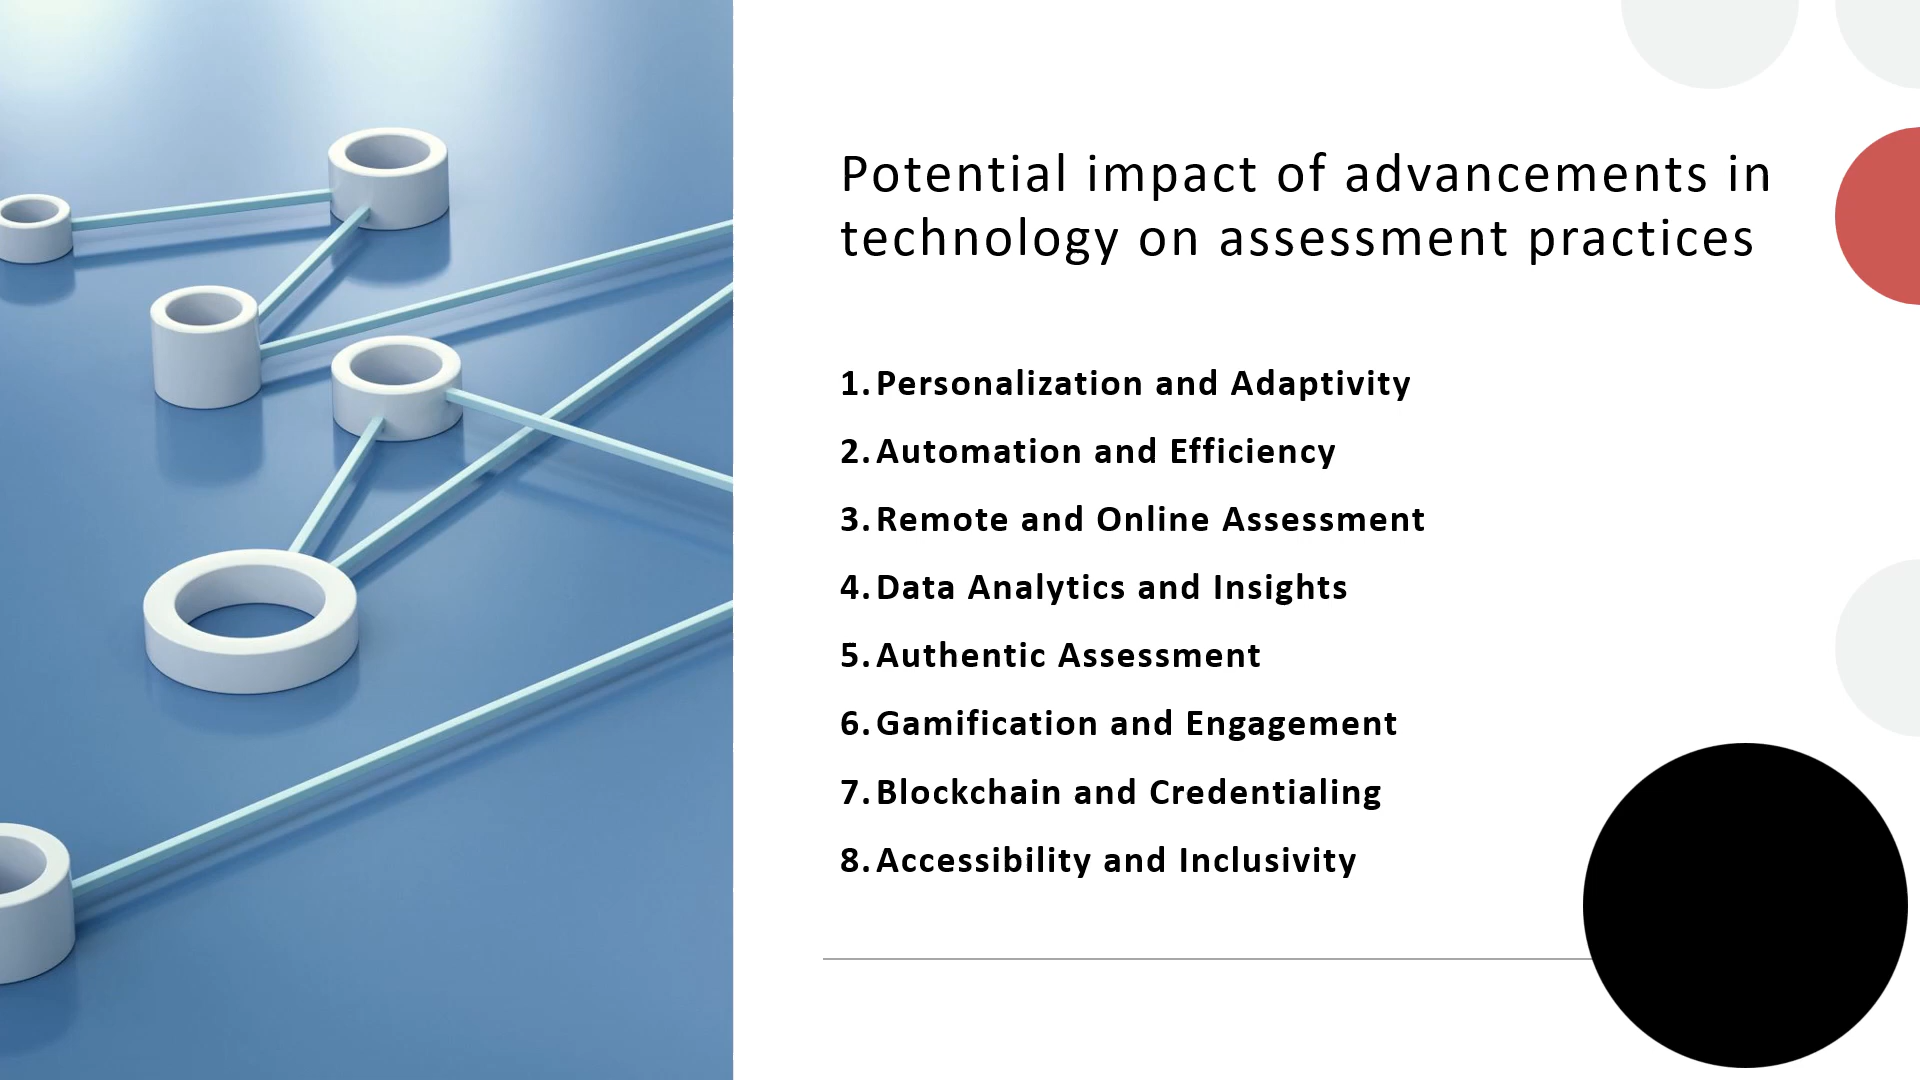 Potential impact of advancements in
technology on assessment practices
1. Personalization and Adaptivity
2. Automation and Efficiency
3. Remote and Online Assessment
4. Data Analytics and Insights
5. Authentic Assessment
6. Gamification and Engagement
7. Blockchain and Credentialing
8. Accessibility and Inclusivity